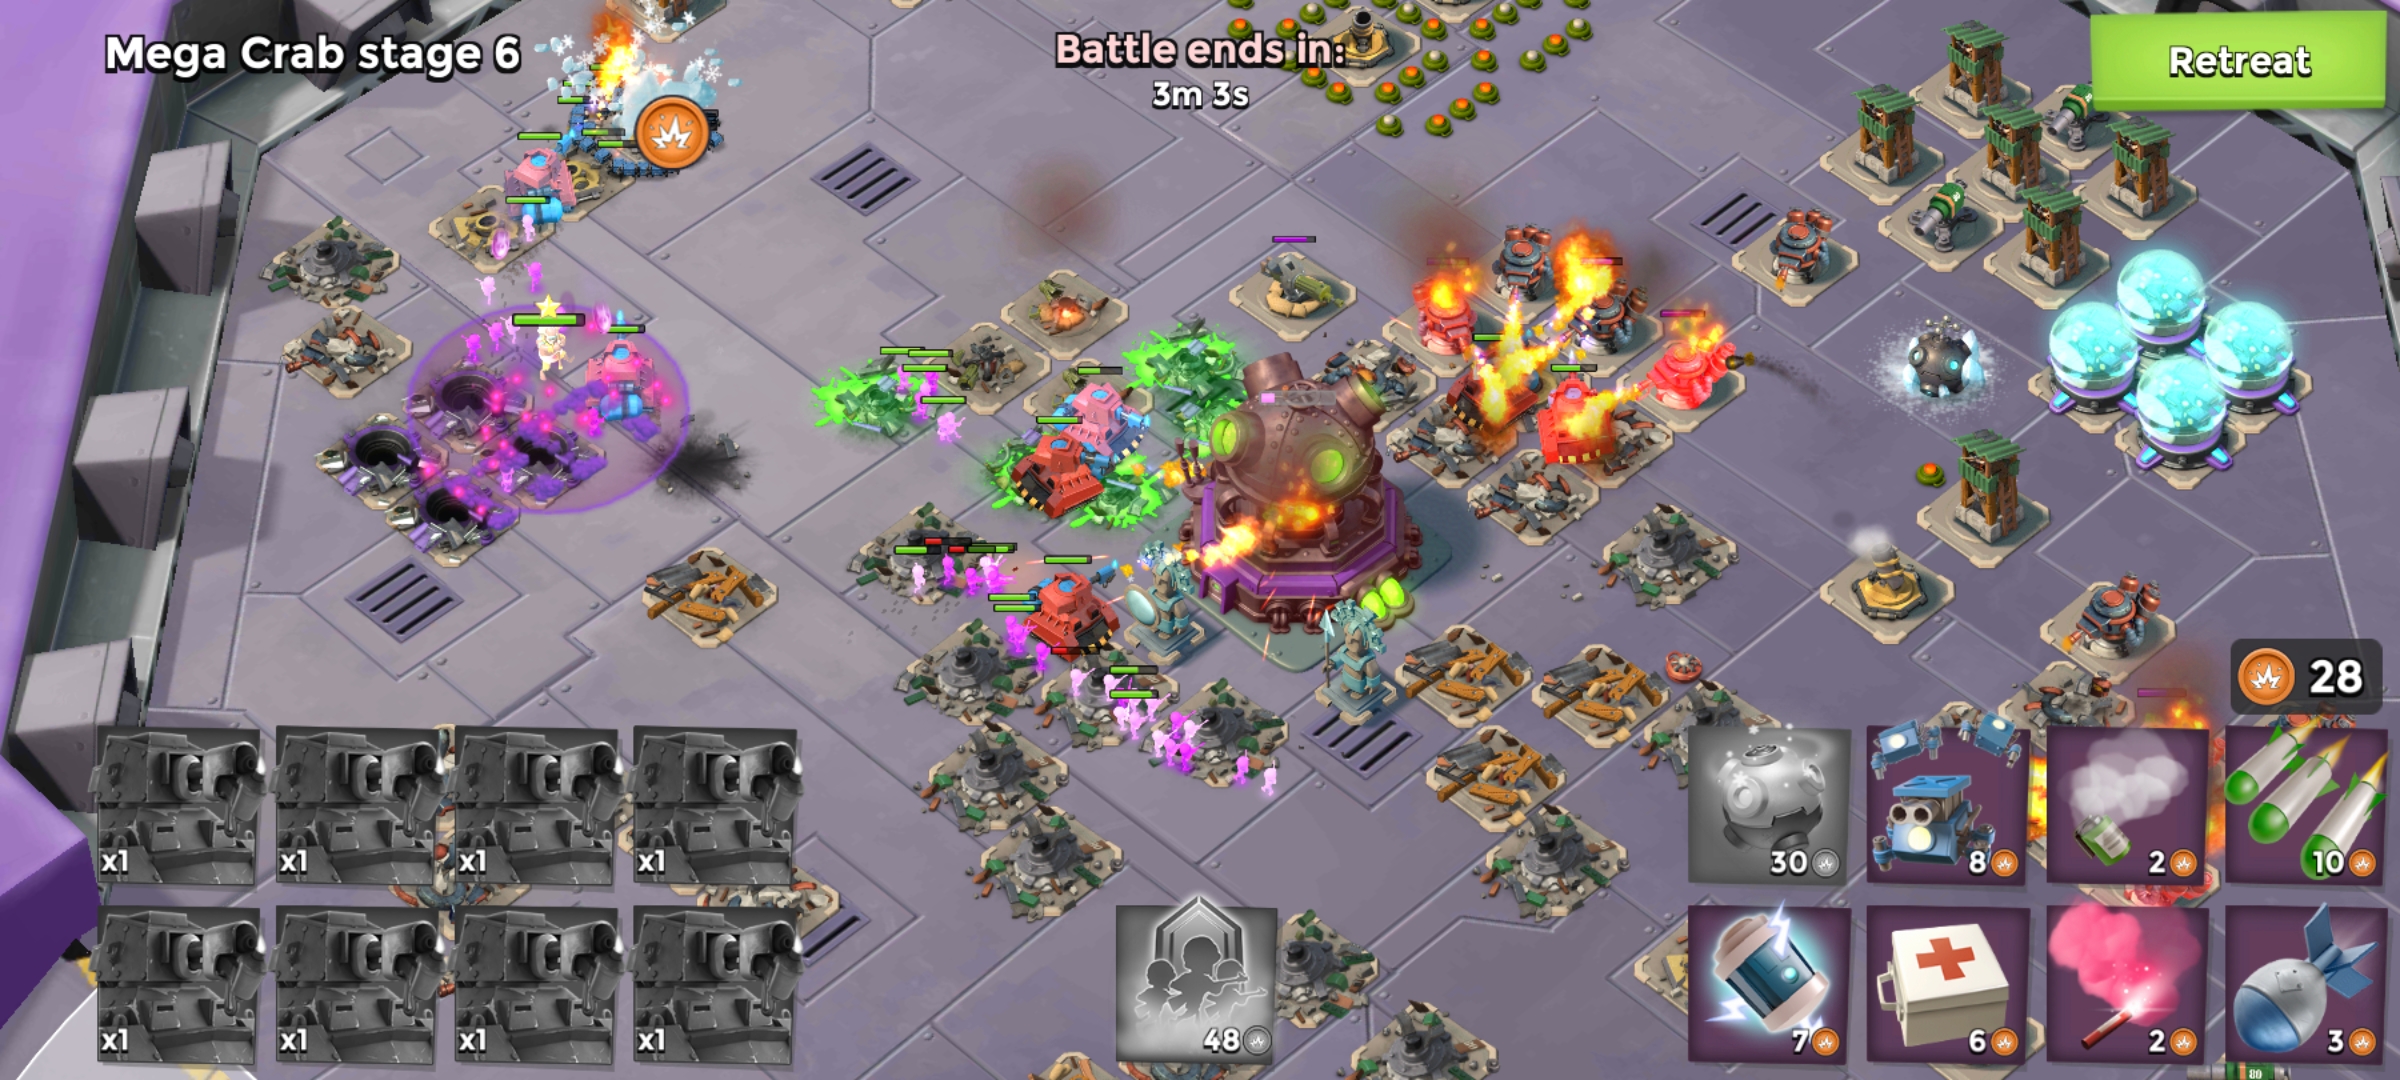 Mega Crab stage 6
Battle ends in:
3m 3s
Retreat
28
x1 x1 x1 x1
30 8 2 10
x1 x1 x1 x1
48
7 6 2 3
80